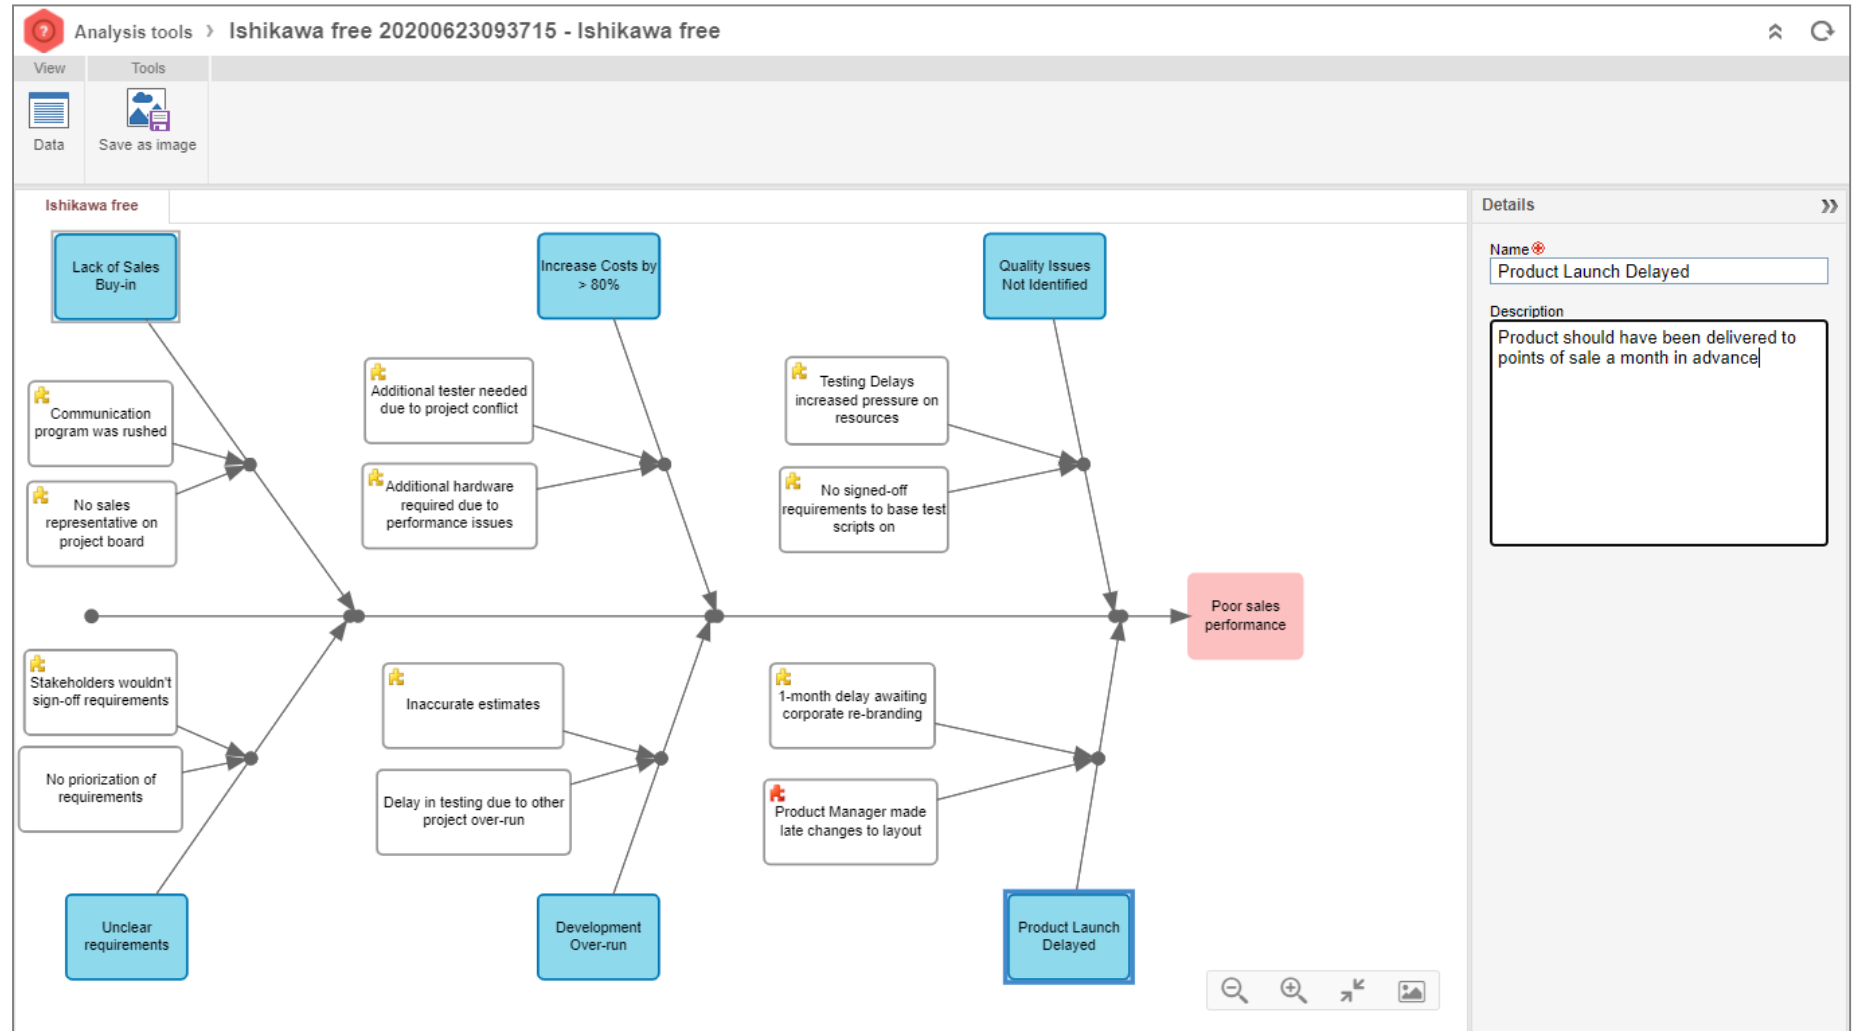 Analysis tools › Ishikawa free 20200623093715 - Ishikawa free
View
Tools
Data
Save as image
Ishikawa free
Details
Name
Product Launch Delayed
Description
Product should have been delivered to
points of sale a month in advance
Lack of Sales
Buy-in
Increase Costs by
> 80%
Quality Issues
Not Identified
Communication
program was rushed
No sales
representative on
project board
Additional tester needed
due to project conflict
Additional hardware
required due to
performance issues
Testing Delays
increased pressure on
resources
No signed-off
requirements to base test
scripts on
Poor sales
performance
Stakeholders wouldn't
sign-off requirements
No priorization of
requirements
Inaccurate estimates
Delay in testing due to other
project over-run
1-month delay awaiting
corporate re-branding
Product Manager made
late changes to layout
Unclear
requirements
Development
Over-run
Product Launch
Delayed